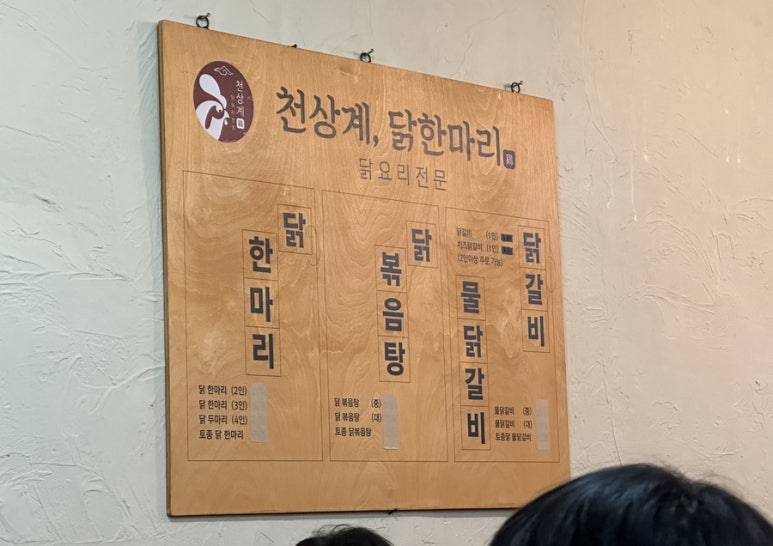 천상계
천상계, 닭한마리
닭요리전문
닭
한마리
닭 한마리 (2인)
닭 한마리 (3인)
닭 두마리 (4인)
토종 닭 한마리
닭
볶음탕
닭 볶음탕 (중)
닭 볶음탕 (대)
토종 닭볶음탕
닭갈비
닭갈비 (1인)
치즈닭갈비 (1인)
(2인이상 주문 가능)
물닭갈비
물닭갈비 (중)
물닭갈비 (대)
토종닭 물닭갈비